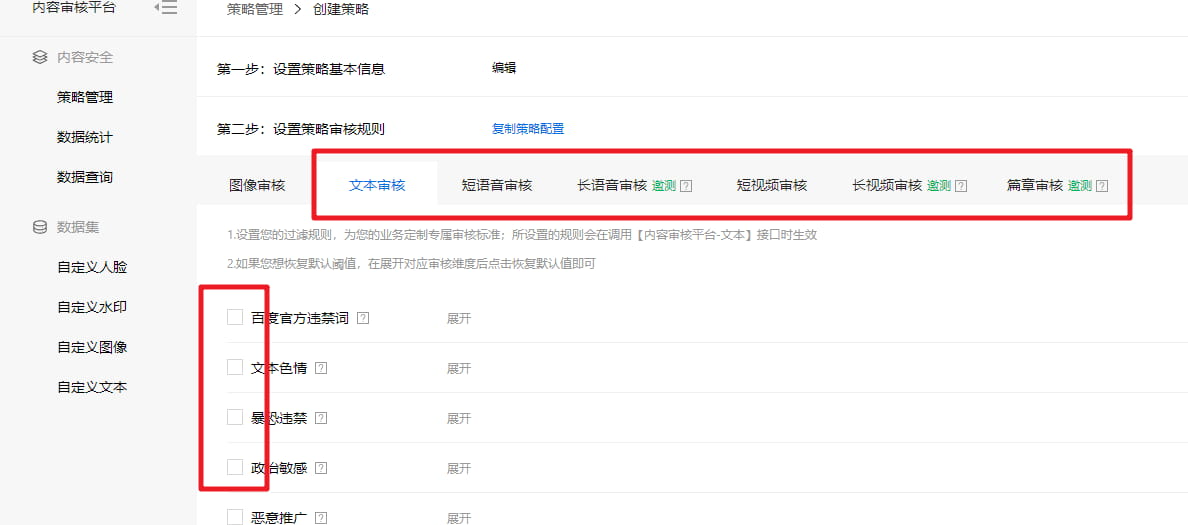 内容审核平台
策略管理 > 创建策略
内容安全
策略管理
数据统计
数据查询
数据集
自定义人脸
自定义水印
自定义图像
自定义文本
第一步：设置策略基本信息 编辑
第二步：设置策略审核规则 复制策略配置
图像审核 文本审核 短语音审核 长语音审核 邀测 ? 短视频审核 长视频审核 邀测 ? 篇章审核 邀测 ?
1.设置您的过滤规则，为您的业务定制专属审核标准；所设置的规则会在调用【内容审核平台-文本】接口时生效
2.如果您想恢复默认阈值，在展开对应审核维度后点击恢复默认值即可
百度官方违禁词 ? 展开
文本色情 ? 展开
暴恐违禁 ? 展开
政治敏感 ? 展开
恶意推广 ? 展开